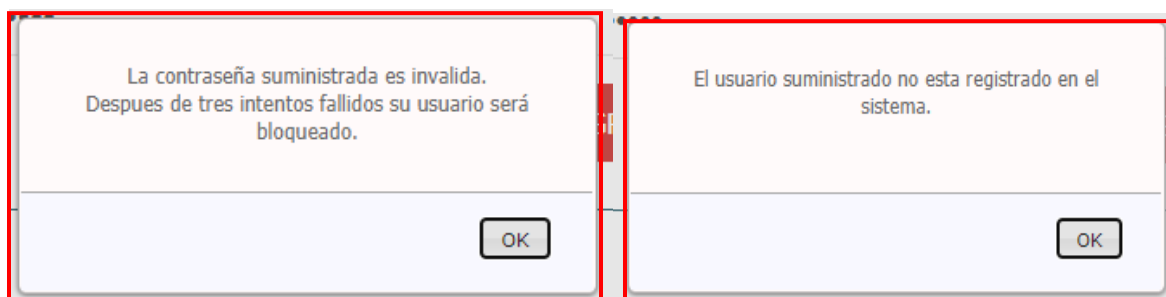 La contraseña suministrada es invalida.
Despues de tres intentos fallidos su usuario será
bloqueado.
OK
El usuario suministrado no esta registrado en el
sistema.
OK